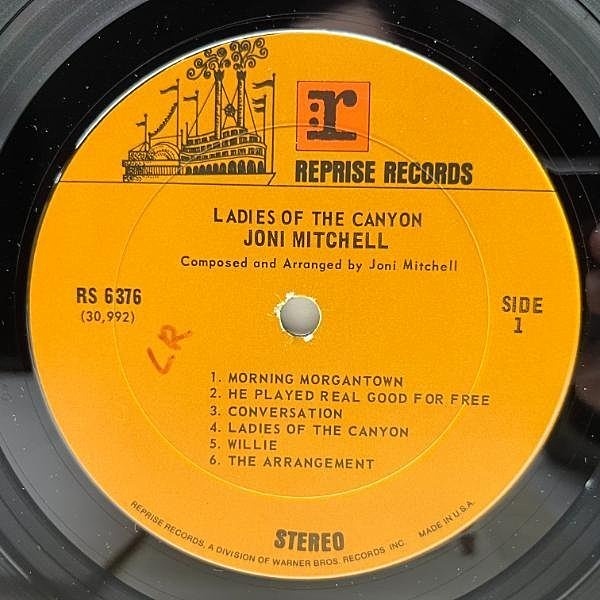 :r
REPRISE RECORDS
LADIES OF THE CANYON
JONI MITCHELL
Composed and Arranged by Joni Mitchell
RS 6376
(30,992)
SIDE
1
LR
1. MORNING MORGANTOWN
2. HE PLAYED REAL GOOD FOR FREE
3. CONVERSATION
4. LADIES OF THE CANYON
5. WILLIE
6. THE ARRANGEMENT
STEREO
REPRISE RECORDS, A DIVISION OF WARNER BROS. RECORDS INC. MADE IN U.S.A.